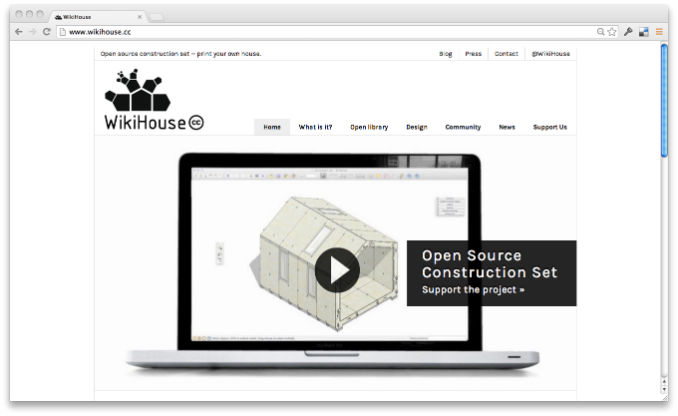 WikiHouse
www.wikihouse.cc
Open source construction set -- print your own house.
Blog Press Contact @WikiHouse
WikiHouse cc
Home What is it? Open library Design Community News Support Us
Open Source
Construction Set
Support the project »